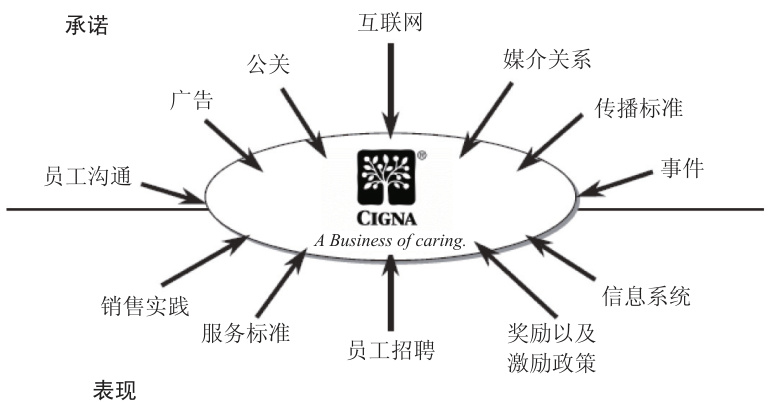 承诺
互联网
公关
媒介关系
广告
传播标准
员工沟通
事件
®
CIGNA
A Business of caring.
销售实践
服务标准
员工招聘
奖励以及
激励政策
信息系统
表现